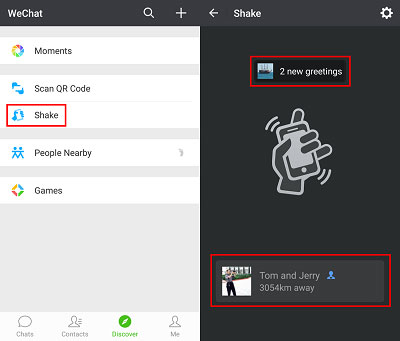 WeChat
Moments
Scan QR Code
Shake
People Nearby
Games
Chats
Contacts
Discover
Me
Shake
2 new greetings
Tom and Jerry
3054km away